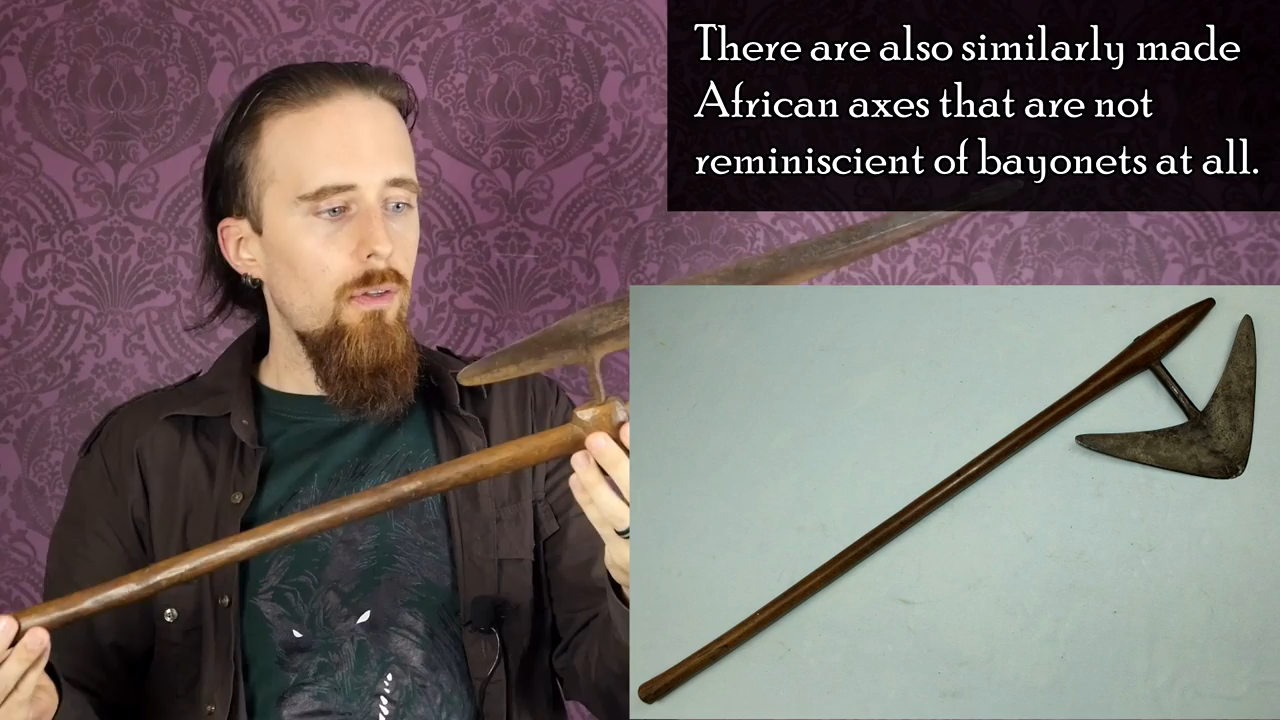 There are also similarly made
African axes that are not
reminiscient of bayonets at all.